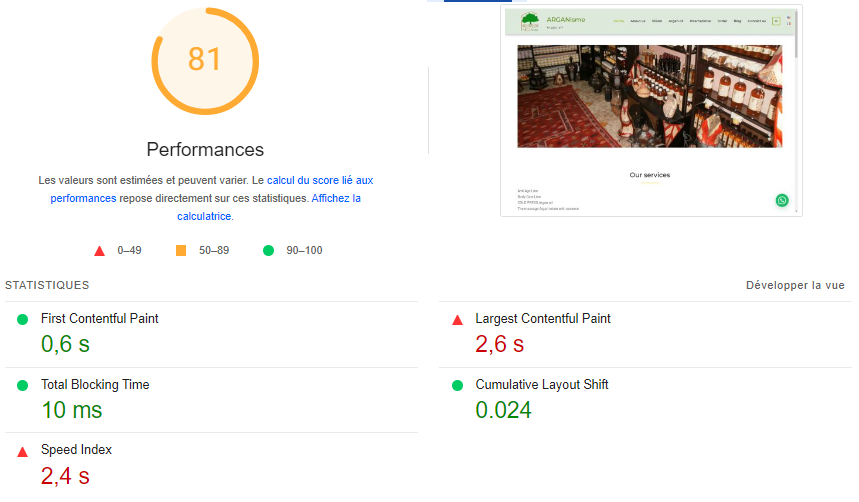 81
Performances
Les valeurs sont estimées et peuvent varier. Le calcul du score lié aux
performances repose directement sur ces statistiques. Affichez la
calculatrice.
0–49
50–89
90–100
ARGANisme
Our services
STATISTIQUES
Développer la vue
First Contentful Paint
0,6 s
Largest Contentful Paint
2,6 s
Total Blocking Time
10 ms
Cumulative Layout Shift
0.024
Speed Index
2,4 s